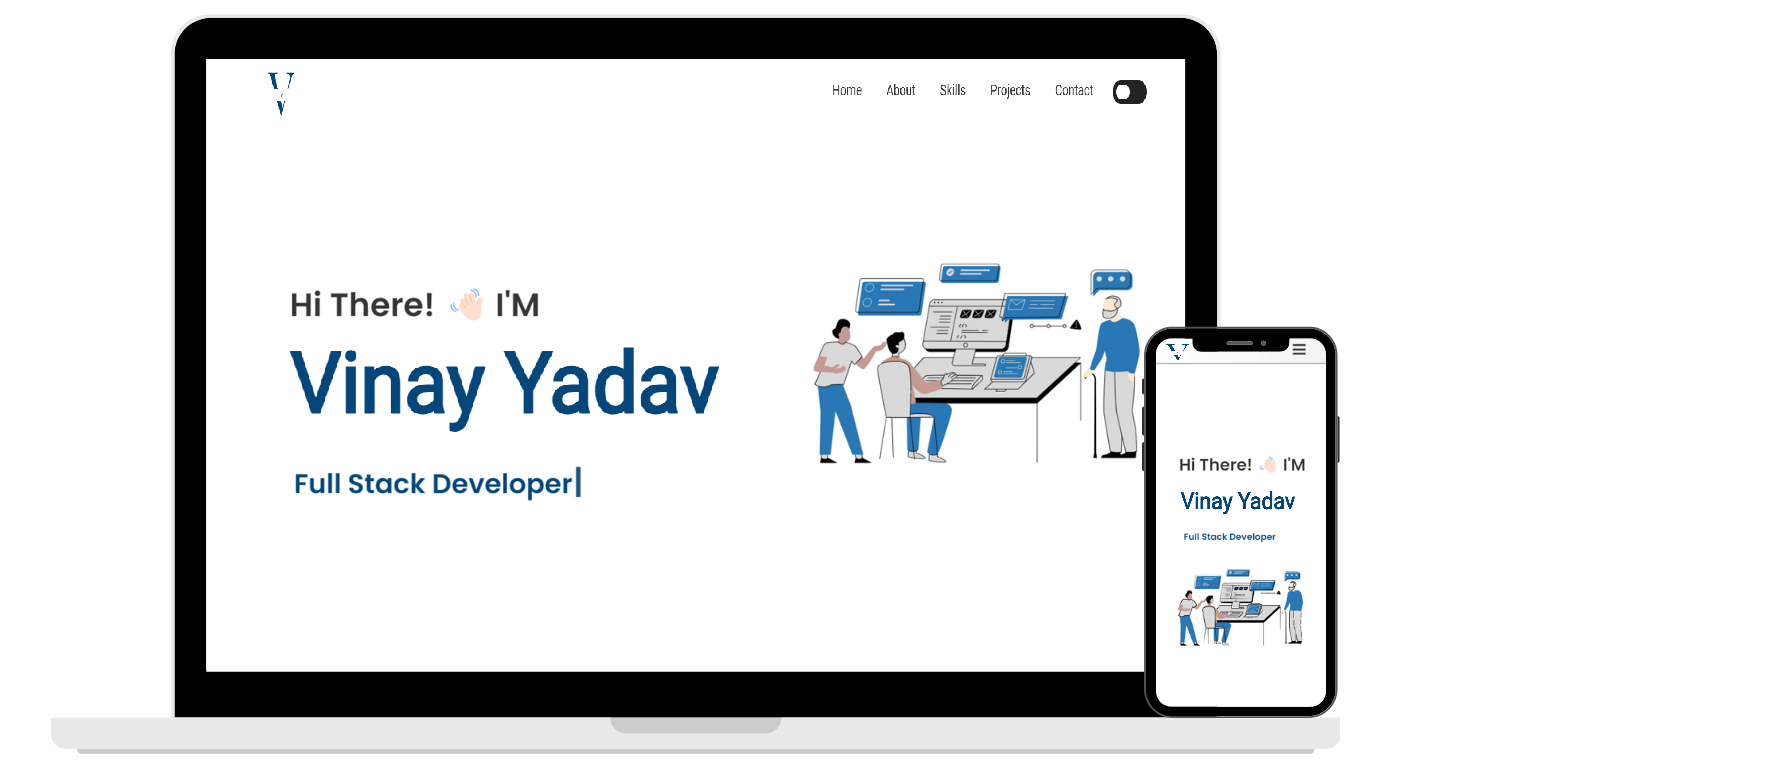 V
Home About Skills Projects Contact
Hi There! 👋🏻 I'M
Vinay Yadav
Full Stack Developer
V
Hi There! 👋🏻 I'M
Vinay Yadav
Full Stack Developer